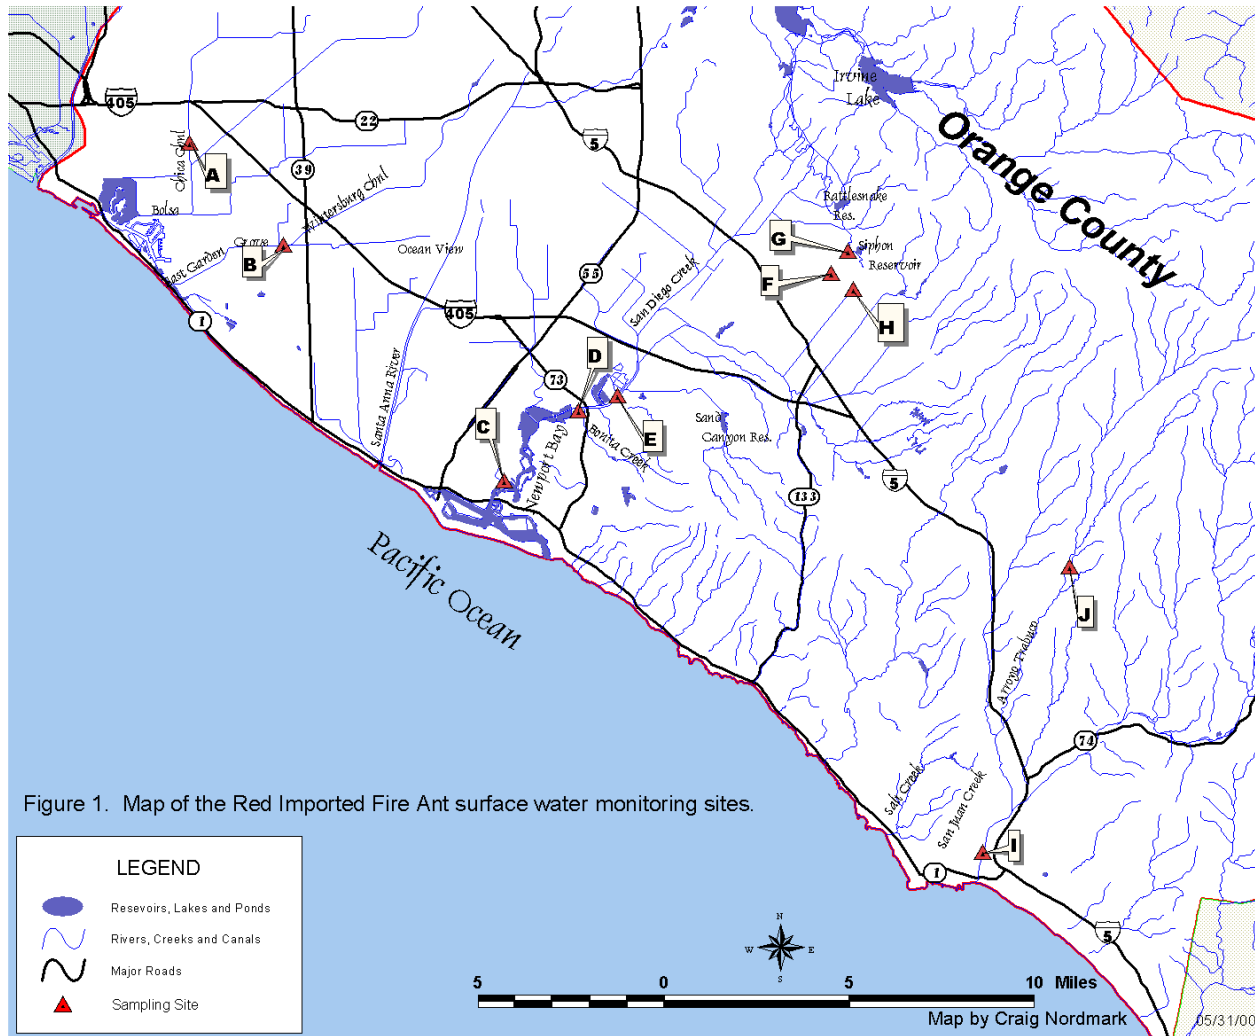 405
22
39
5
Irvine
Lake
Orange County
Chica Chnl
A
Bolsa
Wintersburg Chnl
East Garden Grove
B
Ocean View
Rattlesnake
Res.
G
Siphon
Reservoir
F
H
55
San Diego Creek
1
405
Santa Anna River
73
D
C
E
Newport Bay
Bonita Creek
Sand
Canyon Res.
133
5
Pacific Ocean
J
Arroyo Trabuco
74
Salt Creek
San Juan Creek
I
1
5
Figure 1. Map of the Red Imported Fire Ant surface water monitoring sites.
LEGEND
Resevoirs, Lakes and Ponds
Rivers, Creeks and Canals
Major Roads
Sampling Site
N
W E
S
5 0 5 10 Miles
Map by Craig Nordmark
05/31/00